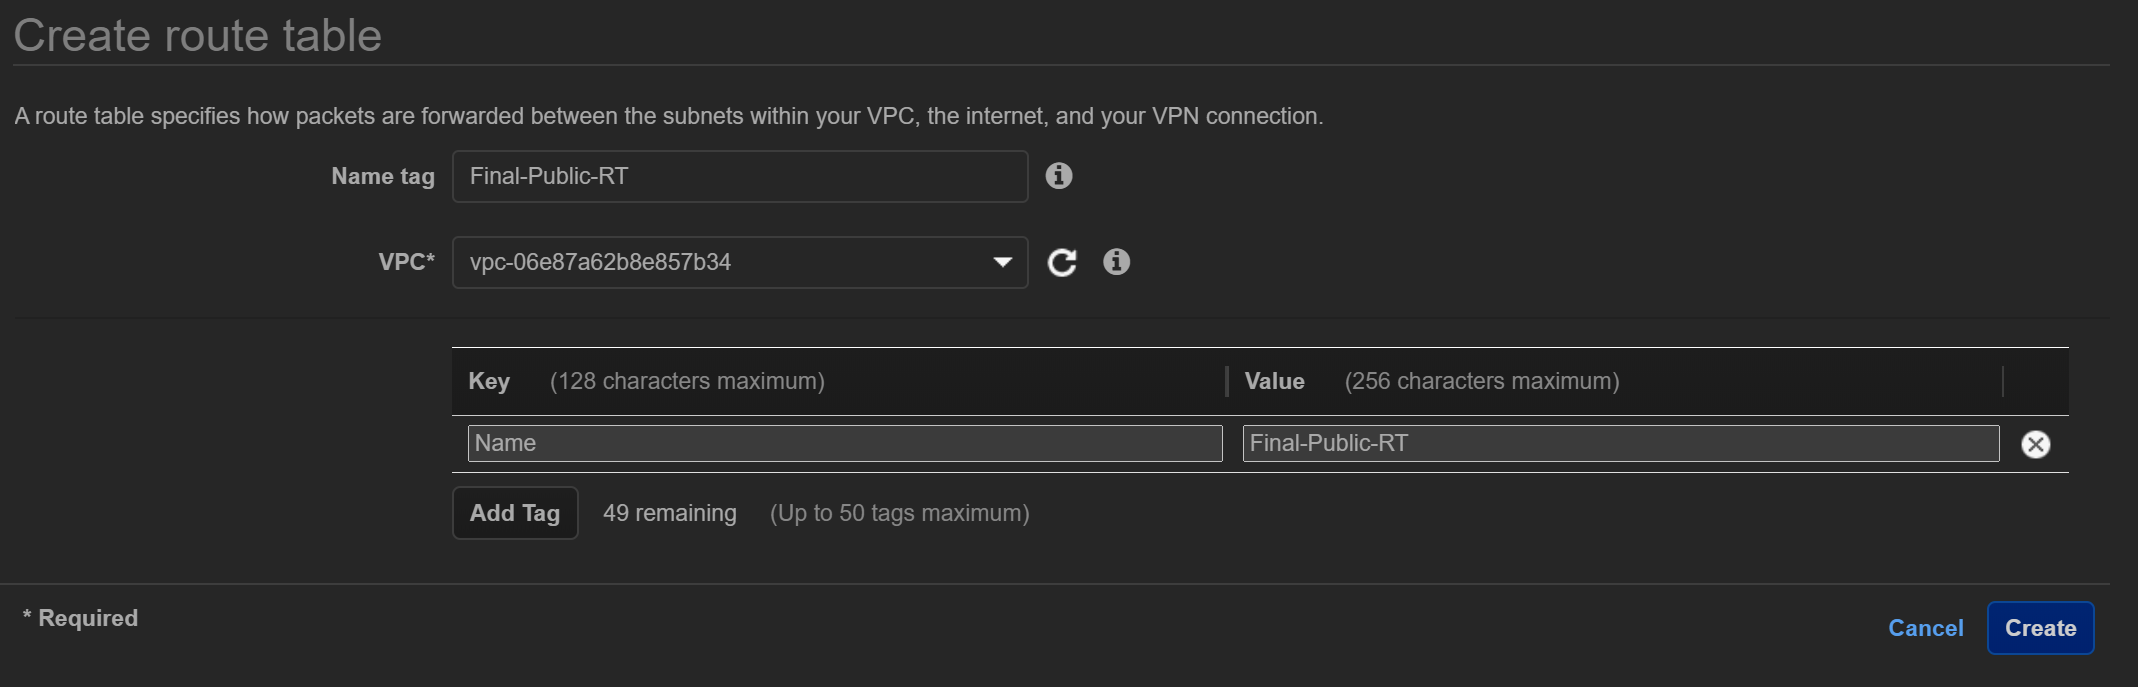 Create route table
A route table specifies how packets are forwarded between the subnets within your VPC, the internet, and your VPN connection.
Name tag Final-Public-RT
VPC* vpc-06e87a62b8e857b34
Key (128 characters maximum) Value (256 characters maximum)
Name Final-Public-RT
Add Tag 49 remaining (Up to 50 tags maximum)
* Required
Cancel Create